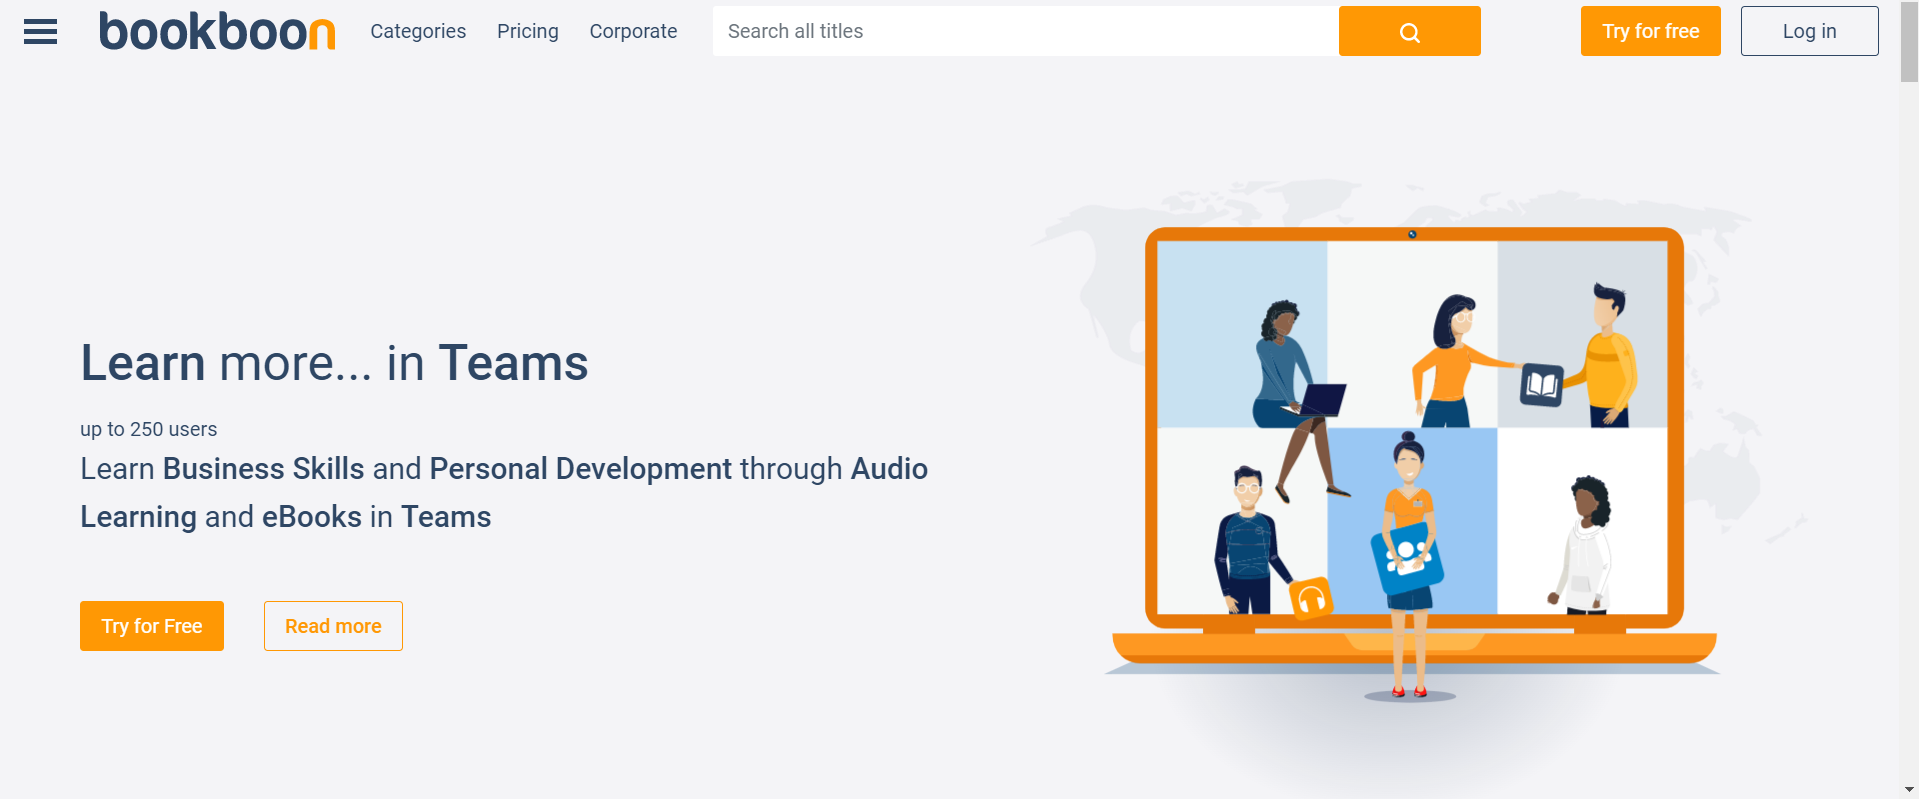 bookboon
Categories
Pricing
Corporate
Search all titles
Try for free
Log in
Learn more... in Teams
up to 250 users
Learn Business Skills and Personal Development through Audio
Learning and eBooks in Teams
Try for Free
Read more